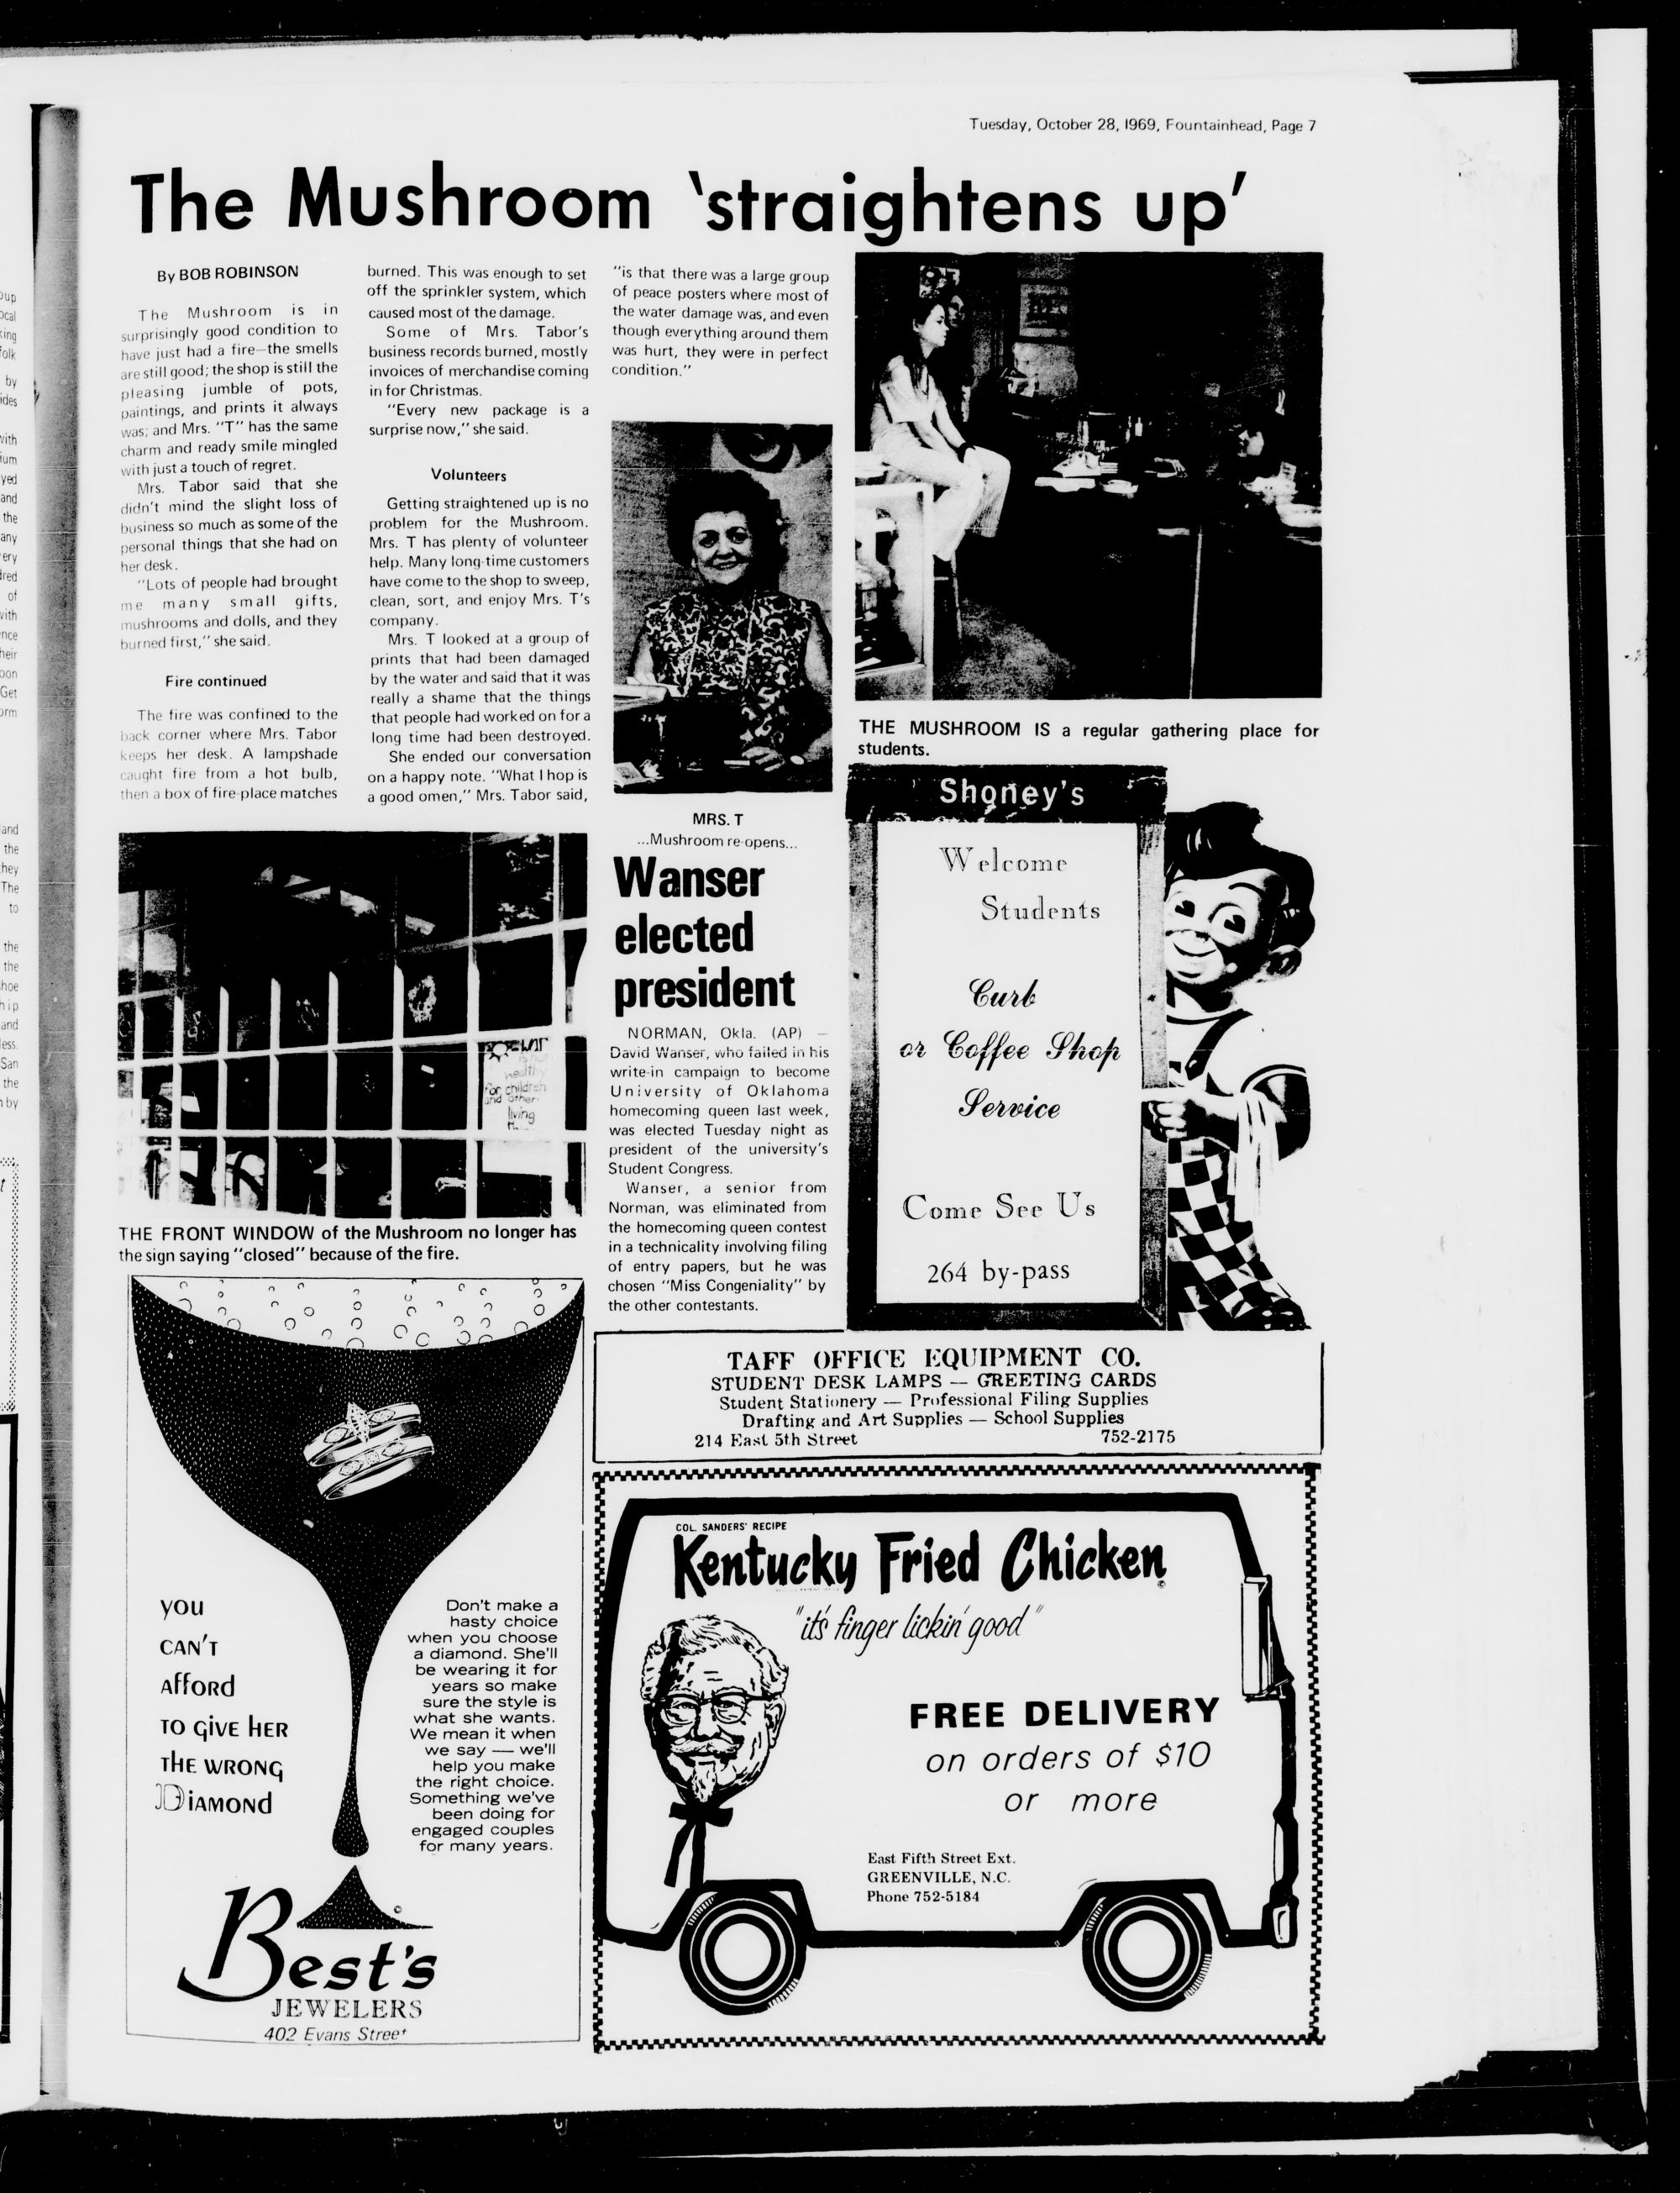 Tuesday, October 28, 1969, Fountainhead, Page 7
The Mushroom 'straightens up'
By BOB ROBINSON
The Mushroom is in
surprisingly good condition to
have just had a fire—the smells
are still good; the shop is still the
pleasing jumble of pots,
paintings, and prints it always
was; and Mrs. "T" has the same
charm and ready smile mingled
with just a touch of regret.
Mrs. Tabor said that she
didn't mind the slight loss of
business so much as some of the
personal things that she had on
her desk.
"Lots of people had brought
me many small gifts,
mushrooms and dolls, and they
burned first," she said.
Fire continued
The fire was confined to the
back corner where Mrs. Tabor
keeps her desk. A lampshade
caught fire from a hot bulb,
then a box of fire-place matches
burned. This was enough to set
off the sprinkler system, which
caused most of the damage.
Some of Mrs. Tabor's
business records burned, mostly
invoices of merchandise coming
in for Christmas.
"Every new package is a
surprise now," she said.
Volunteers
Getting straightened up is no
problem for the Mushroom.
Mrs. T has plenty of volunteer
help. Many long-time customers
have come to the shop to sweep,
clean, sort, and enjoy Mrs. T's
company.
Mrs. T looked at a group of
prints that had been damaged
by the water and said that it was
really a shame that the things
that people had worked on for a
long time had been destroyed.
She ended our conversation
on a happy note. "What I hop is
a good omen," Mrs. Tabor said,
"is that there was a large group
of peace posters where most of
the water damage was, and even
though everything around them
was hurt, they were in perfect
condition."
MRS. T
...Mushroom re-opens...
THE MUSHROOM IS a regular gathering place for
students.
for children
and other
living
THE FRONT WINDOW of the Mushroom no longer has
the sign saying "closed" because of the fire.
Wanser
elected
president
NORMAN, Okla. (AP) —
David Wanser, who failed in his
write-in campaign to become
University of Oklahoma
homecoming queen last week,
was elected Tuesday night as
president of the university's
Student Congress.
Wanser, a senior from
Norman, was eliminated from
the homecoming queen contest
in a technicality involving filing
of entry papers, but he was
chosen "Miss Congeniality" by
the other contestants.
Shoney's
Welcome
Students
Curb
or Coffee Shop
Service
Come See Us
264 by-pass
TAFF OFFICE EQUIPMENT CO.
STUDENT DESK LAMPS — GREETING CARDS
Student Stationery — Professional Filing Supplies
Drafting and Art Supplies — School Supplies
214 East 5th Street 752-2175
you
CAN'T
AffORd
TO GiVE HER
THE WRONG
DiAMONd
Don't make a
hasty choice
when you choose
a diamond. She'll
be wearing it for
years so make
sure the style is
what she wants.
We mean it when
we say — we'll
help you make
the right choice.
Something we've
been doing for
engaged couples
for many years.
Best's
JEWELERS
402 Evans Street
COL. SANDERS' RECIPE
Kentucky Fried Chicken
"it's finger lickin' good"
FREE DELIVERY
on orders of $10
or more
East Fifth Street Ext.
GREENVILLE, N.C.
Phone 752-5184